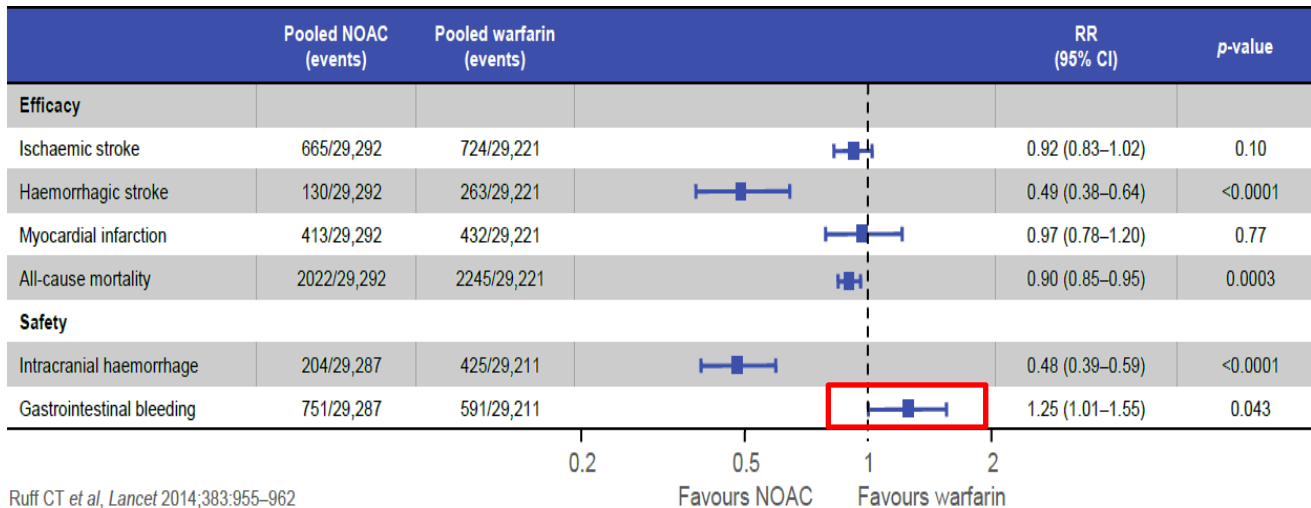 Pooled NOAC (events) Pooled warfarin (events) RR (95% CI) p-value
Efficacy
Ischaemic stroke 665/29,292 724/29,221 0.92 (0.83–1.02) 0.10
Haemorrhagic stroke 130/29,292 263/29,221 0.49 (0.38–0.64) <0.0001
Myocardial infarction 413/29,292 432/29,221 0.97 (0.78–1.20) 0.77
All-cause mortality 2022/29,292 2245/29,221 0.90 (0.85–0.95) 0.0003
Safety
Intracranial haemorrhage 204/29,287 425/29,211 0.48 (0.39–0.59) <0.0001
Gastrointestinal bleeding 751/29,287 591/29,211 1.25 (1.01–1.55) 0.043
0.2 0.5 1 2
Favours NOAC Favours warfarin
Ruff CT et al, Lancet 2014;383:955–962